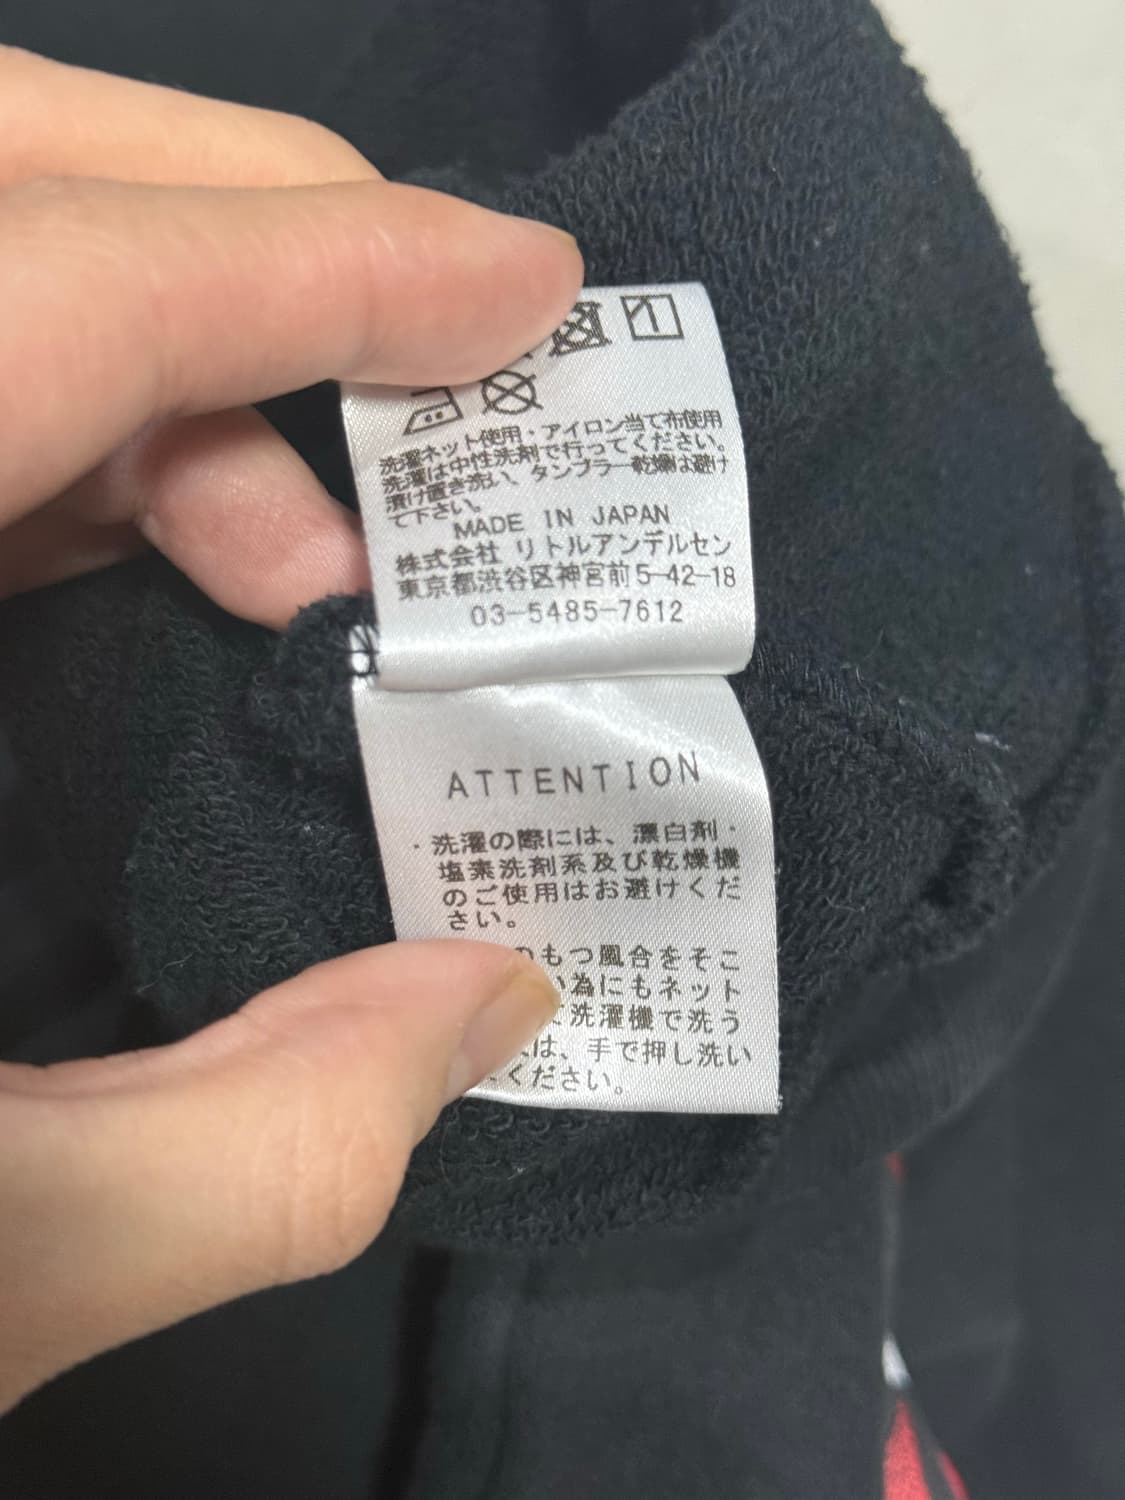 洗濯ネット使用・アイロン当て布使用
洗濯は中性洗剤で行ってください。
漬け置き洗い、タンブラー乾燥は避け
て下さい。
MADE IN JAPAN
株式会社 リトルアンデルセン
東京都渋谷区神宮前5-42-18
03-5485-7612
ATTENTION
・洗濯の際には、漂白剤・
塩素洗剤系及び乾燥機
のご使用はお避けくだ
さい。
のもつ風合をそこ
い為にもネット
洗濯機で洗う
は、手で押し洗い
ください。